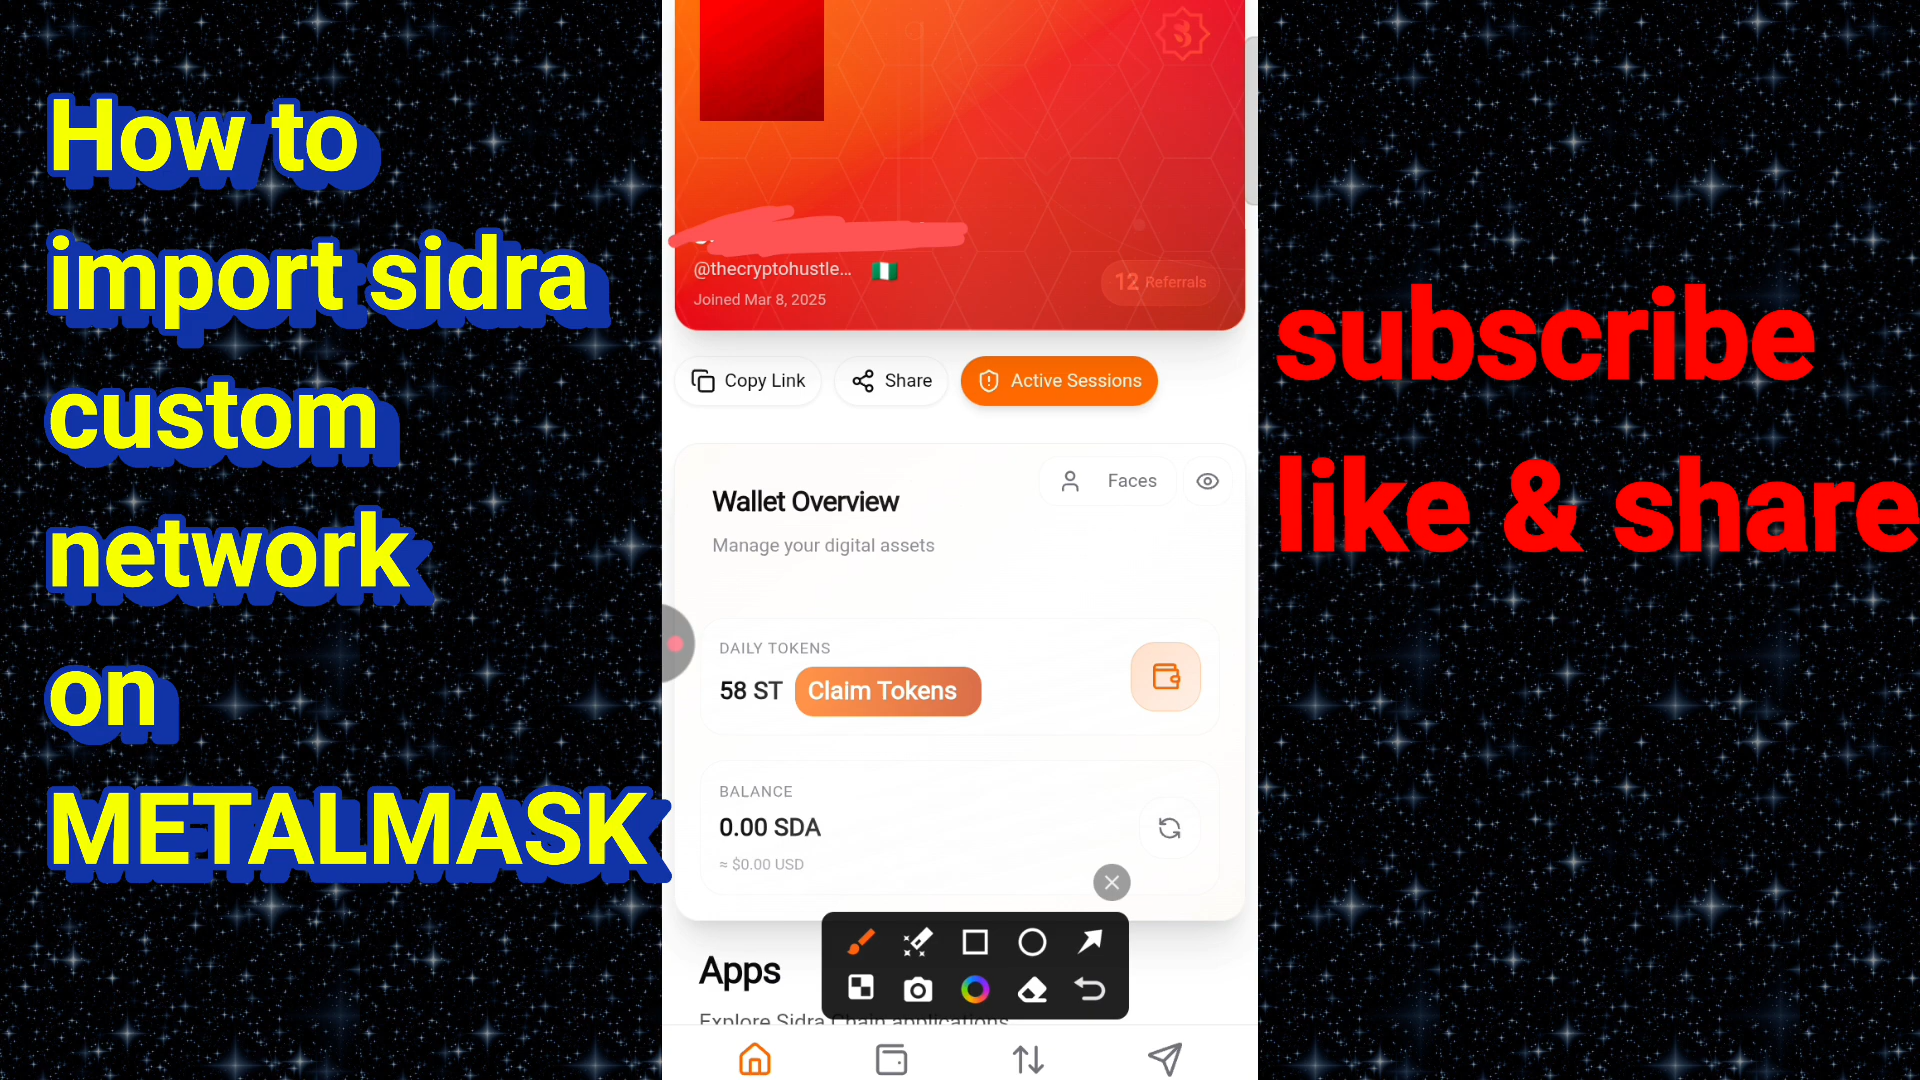 How to
import sidra
custom
network
on
METALMASK
@thecryptohustle...
Joined Mar 8, 2025
12 Referrals
Copy Link
Share
Active Sessions
Wallet Overview
Faces
Manage your digital assets
DAILY TOKENS
58 ST
Claim Tokens
BALANCE
0.00 SDA
≈ $0.00 USD
Apps
Explore Sidra Chain applications
subscribe
like & share